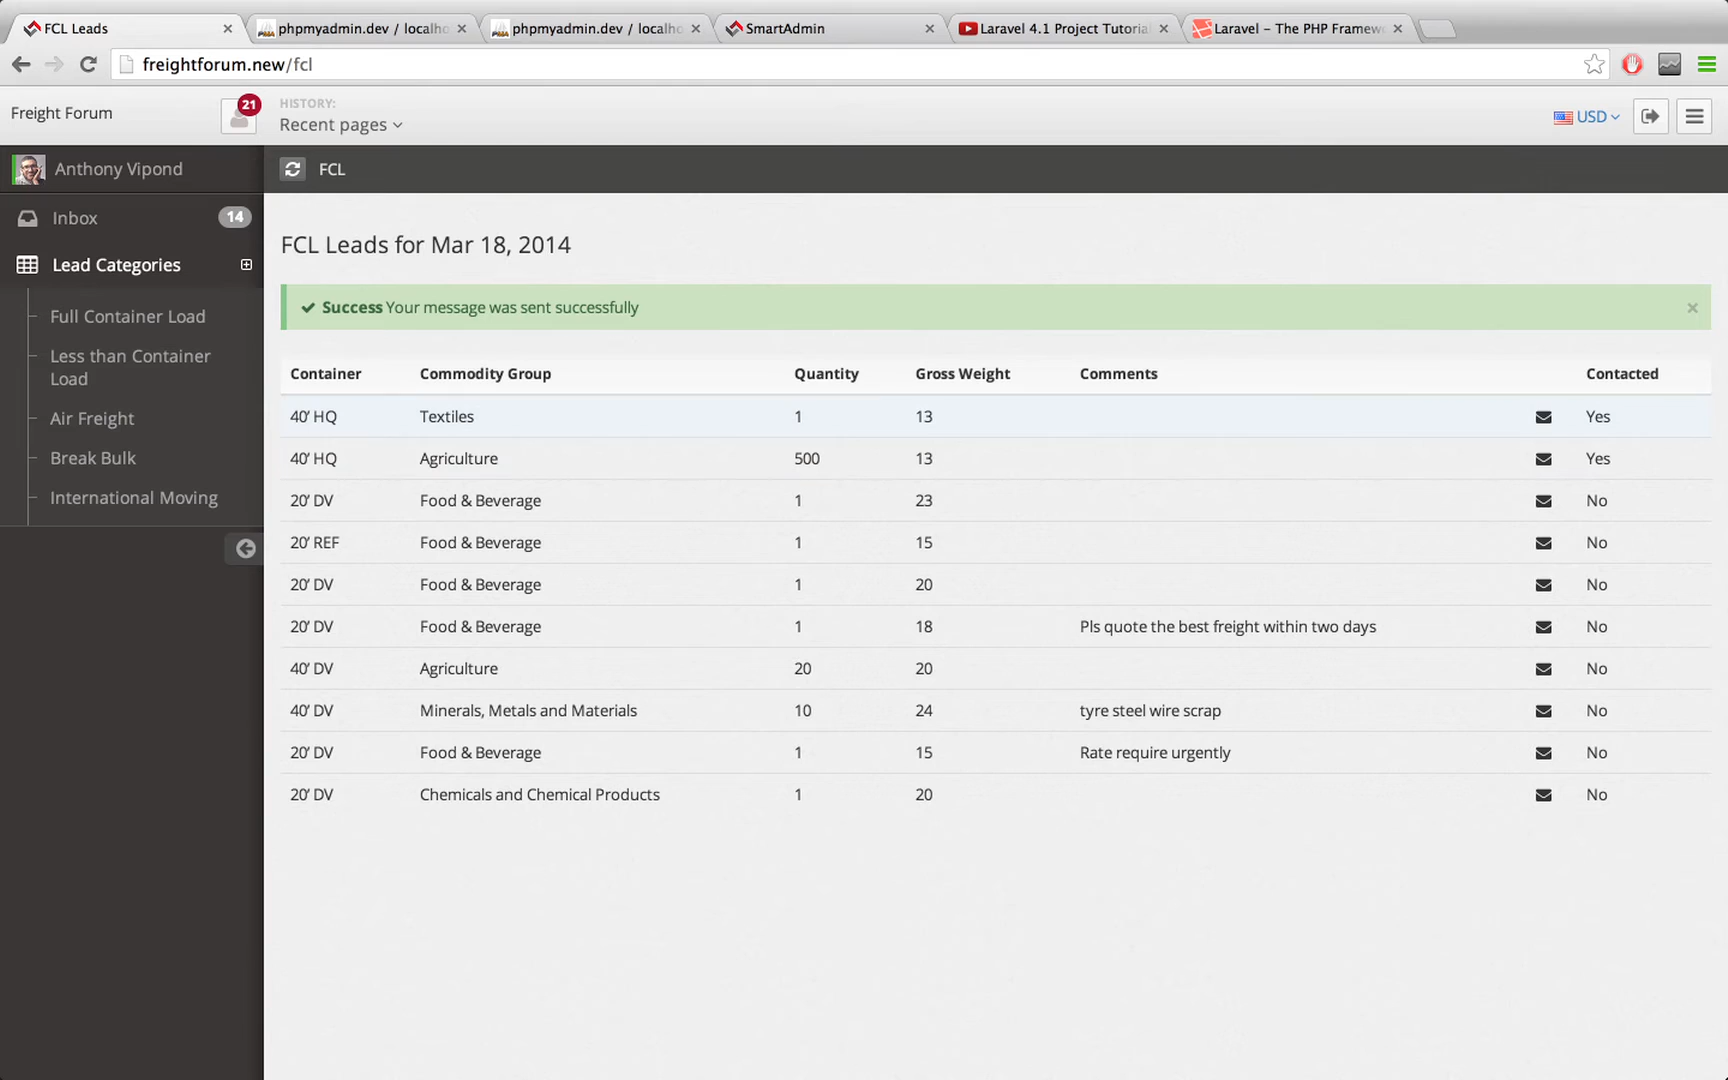 FCL Leads
phpmyadmin.dev / localho
phpmyadmin.dev / localho
SmartAdmin
Laravel 4.1 Project Tutoria
Laravel – The PHP Framew
freightforum.new/fcl
Freight Forum
21
HISTORY:
Recent pages
USD
Anthony Vipond
FCL
Inbox
14
Lead Categories
Full Container Load
Less than Container
Load
Air Freight
Break Bulk
International Moving
FCL Leads for Mar 18, 2014
Success Your message was sent successfully
Container Commodity Group Quantity Gross Weight Comments Contacted
40' HQ Textiles 1 13 Yes
40' HQ Agriculture 500 13 Yes
20' DV Food & Beverage 1 23 No
20' REF Food & Beverage 1 15 No
20' DV Food & Beverage 1 20 No
20' DV Food & Beverage 1 18 Pls quote the best freight within two days No
40' DV Agriculture 20 20 No
40' DV Minerals, Metals and Materials 10 24 tyre steel wire scrap No
20' DV Food & Beverage 1 15 Rate require urgently No
20' DV Chemicals and Chemical Products 1 20 No